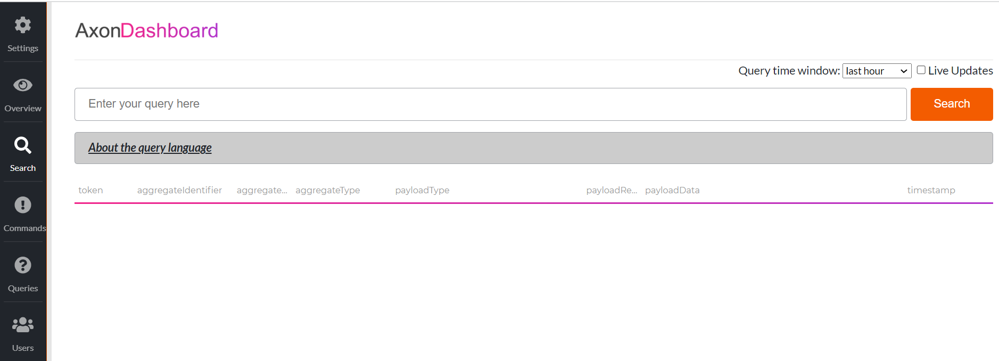 Settings
Overview
Search
Commands
Queries
Users
AxonDashboard
Query time window: last hour Live Updates
Enter your query here Search
About the query language
token aggregateIdentifier aggregate... aggregateType payloadType payloadRe... payloadData timestamp